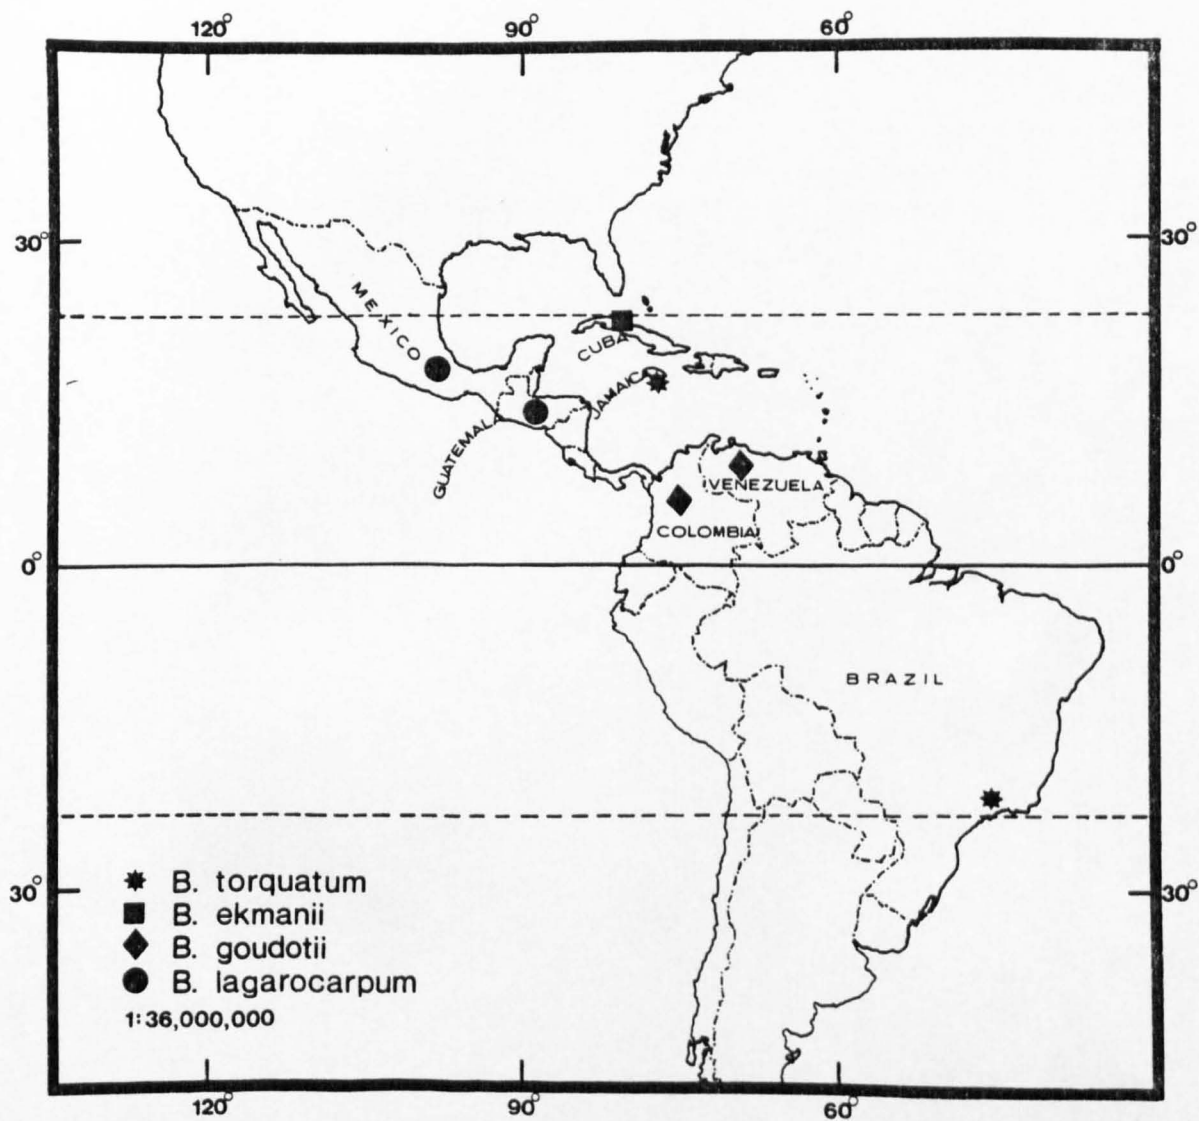 120° 90° 60°
30° 30°
MEXICO
CUBA
JAMAICA
GUATEMALA
VENEZUELA
COLOMBIA
0° 0°
BRAZIL
30° 30°
B. torquatum
B. ekmanii
B. goudotii
B. lagarocarpum
1:36,000,000
120° 90° 60°